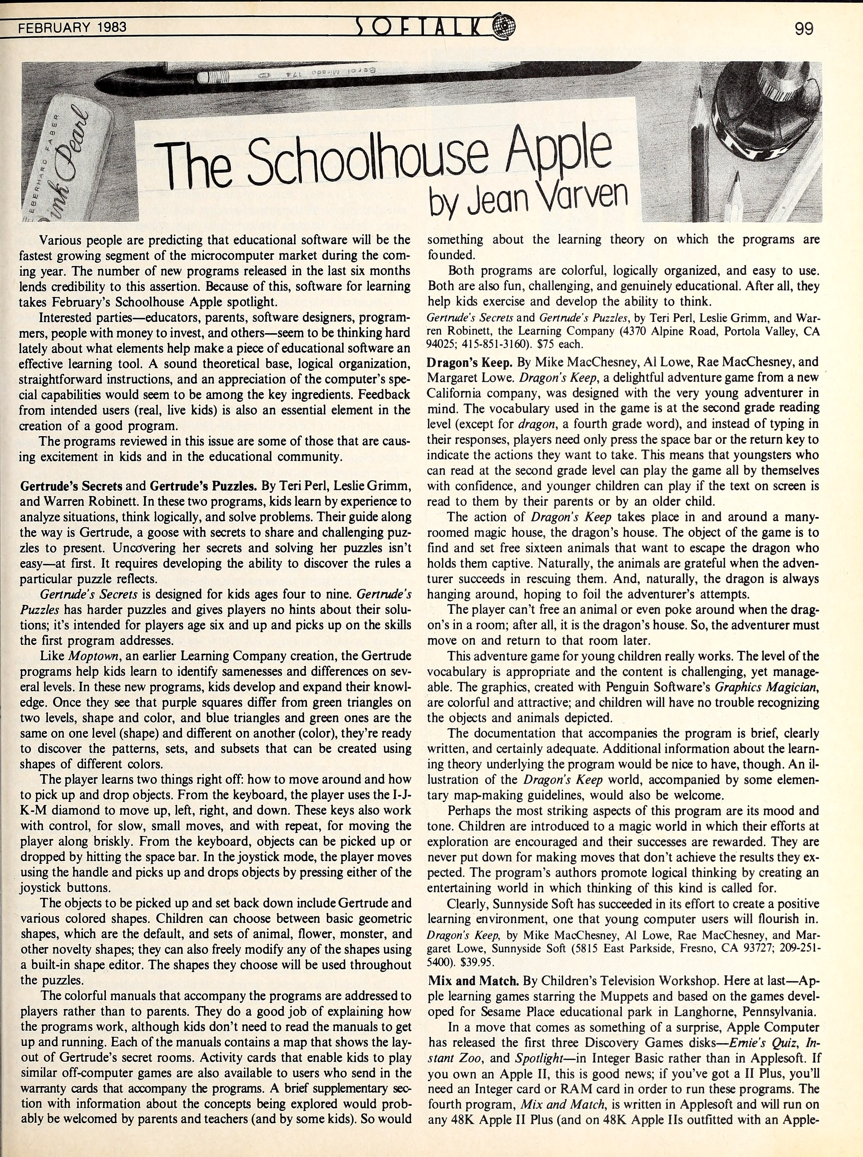 FEBRUARY 1983
SOFTALK
99
EBERHARD FABER
Pink Pearl
The Schoolhouse Apple
by Jean Varven
Various people are predicting that educational software will be the
fastest growing segment of the microcomputer market during the com-
ing year. The number of new programs released in the last six months
lends credibility to this assertion. Because of this, software for learning
takes February's Schoolhouse Apple spotlight.
Interested parties—educators, parents, software designers, program-
mers, people with money to invest, and others—seem to be thinking hard
lately about what elements help make a piece of educational software an
effective learning tool. A sound theoretical base, logical organization,
straightforward instructions, and an appreciation of the computer's spe-
cial capabilities would seem to be among the key ingredients. Feedback
from intended users (real, live kids) is also an essential element in the
creation of a good program.
The programs reviewed in this issue are some of those that are caus-
ing excitement in kids and in the educational community.
Gertrude's Secrets and Gertrude's Puzzles. By Teri Perl, Leslie Grimm,
and Warren Robinett. In these two programs, kids learn by experience to
analyze situations, think logically, and solve problems. Their guide along
the way is Gertrude, a goose with secrets to share and challenging puz-
zles to present. Uncovering her secrets and solving her puzzles isn't
easy—at first. It requires developing the ability to discover the rules a
particular puzzle reflects.
Gertrude's Secrets is designed for kids ages four to nine. Gertrude's
Puzzles has harder puzzles and gives players no hints about their solu-
tions; it's intended for players age six and up and picks up on the skills
the first program addresses.
Like Moptown, an earlier Learning Company creation, the Gertrude
programs help kids learn to identify samenesses and differences on sev-
eral levels. In these new programs, kids develop and expand their knowl-
edge. Once they see that purple squares differ from green triangles on
two levels, shape and color, and blue triangles and green ones are the
same on one level (shape) and different on another (color), they're ready
to discover the patterns, sets, and subsets that can be created using
shapes of different colors.
The player learns two things right off: how to move around and how
to pick up and drop objects. From the keyboard, the player uses the I-J-
K-M diamond to move up, left, right, and down. These keys also work
with control, for slow, small moves, and with repeat, for moving the
player along briskly. From the keyboard, objects can be picked up or
dropped by hitting the space bar. In the joystick mode, the player moves
using the handle and picks up and drops objects by pressing either of the
joystick buttons.
The objects to be picked up and set back down include Gertrude and
various colored shapes. Children can choose between basic geometric
shapes, which are the default, and sets of animal, flower, monster, and
other novelty shapes; they can also freely modify any of the shapes using
a built-in shape editor. The shapes they choose will be used throughout
the puzzles.
The colorful manuals that accompany the programs are addressed to
players rather than to parents. They do a good job of explaining how
the programs work, although kids don't need to read the manuals to get
up and running. Each of the manuals contains a map that shows the lay-
out of Gertrude's secret rooms. Activity cards that enable kids to play
similar off-computer games are also available to users who send in the
warranty cards that accompany the programs. A brief supplementary sec-
tion with information about the concepts being explored would prob-
ably be welcomed by parents and teachers (and by some kids). So would
something about the learning theory on which the programs are
founded.
Both programs are colorful, logically organized, and easy to use.
Both are also fun, challenging, and genuinely educational. After all, they
help kids exercise and develop the ability to think.
Gertrude's Secrets and Gertrude's Puzzles, by Teri Perl, Leslie Grimm, and War-
ren Robinett, the Learning Company (4370 Alpine Road, Portola Valley, CA
94025; 415-851-3160). $75 each.
Dragon's Keep. By Mike MacChesney, Al Lowe, Rae MacChesney, and
Margaret Lowe. Dragon's Keep, a delightful adventure game from a new
California company, was designed with the very young adventurer in
mind. The vocabulary used in the game is at the second grade reading
level (except for dragon, a fourth grade word), and instead of typing in
their responses, players need only press the space bar or the return key to
indicate the actions they want to take. This means that youngsters who
can read at the second grade level can play the game all by themselves
with confidence, and younger children can play if the text on screen is
read to them by their parents or by an older child.
The action of Dragon's Keep takes place in and around a many-
roomed magic house, the dragon's house. The object of the game is to
find and set free sixteen animals that want to escape the dragon who
holds them captive. Naturally, the animals are grateful when the adven-
turer succeeds in rescuing them. And, naturally, the dragon is always
hanging around, hoping to foil the adventurer's attempts.
The player can't free an animal or even poke around when the drag-
on's in a room; after all, it is the dragon's house. So, the adventurer must
move on and return to that room later.
This adventure game for young children really works. The level of the
vocabulary is appropriate and the content is challenging, yet manage-
able. The graphics, created with Penguin Software's Graphics Magician,
are colorful and attractive; and children will have no trouble recognizing
the objects and animals depicted.
The documentation that accompanies the program is brief, clearly
written, and certainly adequate. Additional information about the learn-
ing theory underlying the program would be nice to have, though. An il-
lustration of the Dragon's Keep world, accompanied by some elemen-
tary map-making guidelines, would also be welcome.
Perhaps the most striking aspects of this program are its mood and
tone. Children are introduced to a magic world in which their efforts at
exploration are encouraged and their successes are rewarded. They are
never put down for making moves that don't achieve the results they ex-
pected. The program's authors promote logical thinking by creating an
entertaining world in which thinking of this kind is called for.
Clearly, Sunnyside Soft has succeeded in its effort to create a positive
learning environment, one that young computer users will flourish in.
Dragon's Keep, by Mike MacChesney, Al Lowe, Rae MacChesney, and Mar-
garet Lowe, Sunnyside Soft (5815 East Parkside, Fresno, CA 93727; 209-251-
5400). $39.95.
Mix and Match. By Children's Television Workshop. Here at last—Ap-
ple learning games starring the Muppets and based on the games devel-
oped for Sesame Place educational park in Langhorne, Pennsylvania.
In a move that comes as something of a surprise, Apple Computer
has released the first three Discovery Games disks—Ernie's Quiz, In-
stant Zoo, and Spotlight—in Integer Basic rather than in Applesoft. If
you own an Apple II, this is good news; if you've got a II Plus, you'll
need an Integer card or RAM card in order to run these programs. The
fourth program, Mix and Match, is written in Applesoft and will run on
any 48K Apple II Plus (and on 48K Apple IIs outfitted with an Apple-